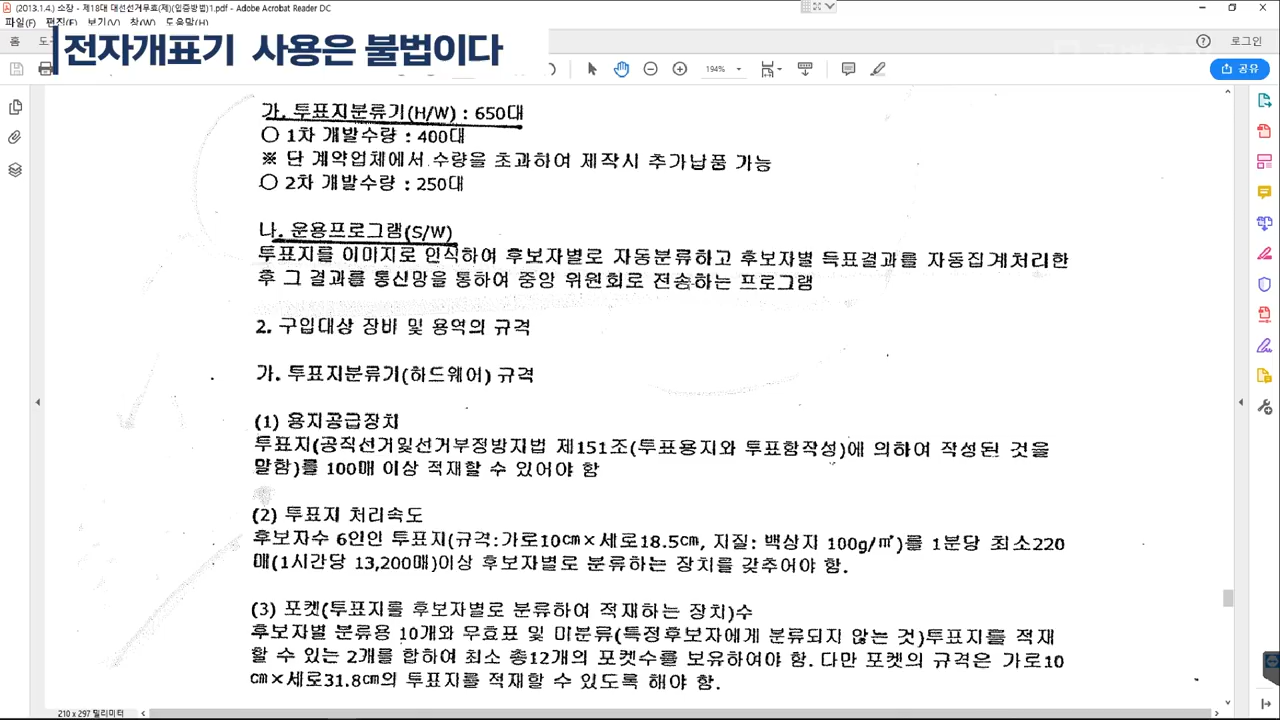 (2013.1.4.) 소장 - 제18대 대선선거무효(제)(입증방법)1.pdf - Adobe Acrobat Reader DC
파일(F) 편집(E) 보기(V) 창(W) 도움말(H)
홈 로그인
전자개표기 사용은 불법이다
194% 공유
가. 투표지분류기(H/W) : 650대
○ 1차 개발수량 : 400대
※ 단 계약업체에서 수량을 초과하여 제작시 추가납품 가능
○ 2차 개발수량 : 250대
나. 운용프로그램(S/W)
투표지를 이미지로 인식하여 후보자별로 자동분류하고 후보자별 득표결과를 자동집계처리한
후 그 결과를 통신망을 통하여 중앙 위원회로 전송하는 프로그램
2. 구입대상 장비 및 용역의 규격
가. 투표지분류기(하드웨어) 규격
(1) 용지공급장치
투표지(공직선거및선거부정방지법 제151조(투표용지와 투표함작성)에 의하여 작성된 것을
말함)를 100매 이상 적재할 수 있어야 함
(2) 투표지 처리속도
후보자수 6인인 투표지(규격:가로10㎝×세로18.5㎝, 지질: 백상지 100g/㎡)를 1분당 최소220
매(1시간당 13,200매)이상 후보자별로 분류하는 장치를 갖추어야 함.
(3) 포켓(투표지를 후보자별로 분류하여 적재하는 장치)수
후보자별 분류용 10개와 무효표 및 미분류(특정후보자에게 분류되지 않는 것)투표지를 적재
할 수 있는 2개를 합하여 최소 총12개의 포켓수를 보유하여야 함. 다만 포켓의 규격은 가로10
㎝×세로31.8㎝의 투표지를 적재할 수 있도록 해야 함.
210 x 297 밀리미터